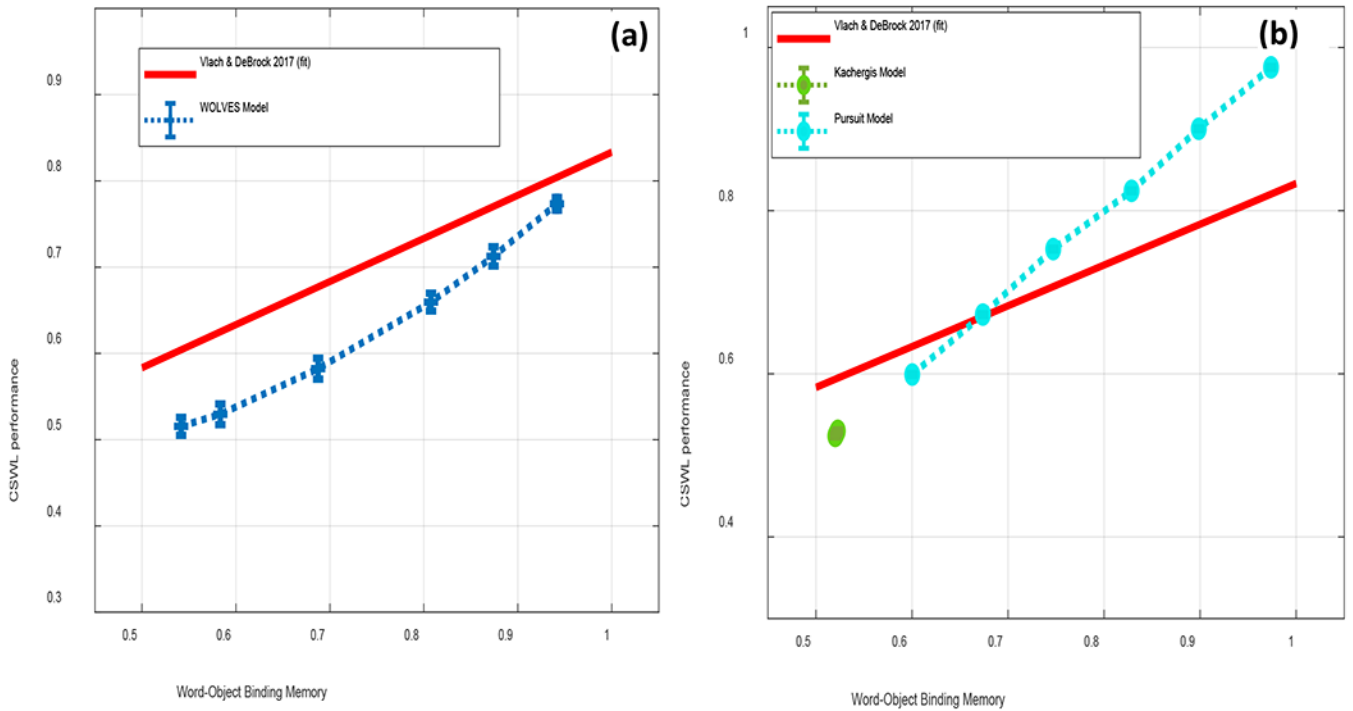 (a)
Vlach & DeBrock 2017 (fit)
WOLVES Model
0.9
0.8
0.7
0.6
0.5
0.4
0.3
CSWL performance
0.5 0.6 0.7 0.8 0.9 1
Word-Object Binding Memory
(b)
Vlach & DeBrock 2017 (fit)
Kachergis Model
Pursuit Model
1
0.8
0.6
0.4
CSWL performance
0.5 0.6 0.7 0.8 0.9 1
Word-Object Binding Memory